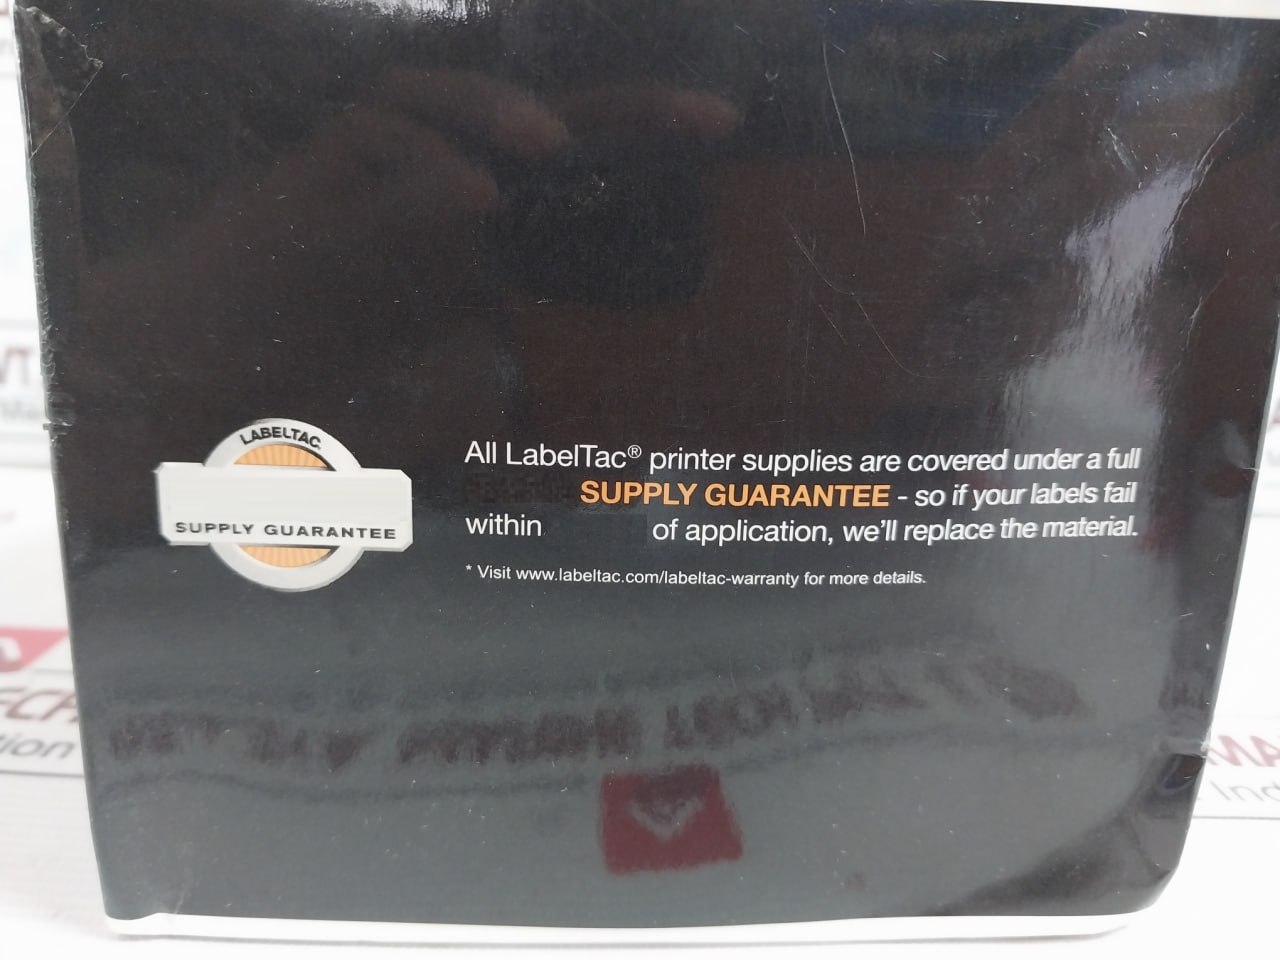 LABELTAC
SUPPLY GUARANTEE
All LabelTac® printer supplies are covered under a full
SUPPLY GUARANTEE - so if your labels fail
within of application, we'll replace the material.
* Visit www.labeltac.com/labeltac-warranty for more details.